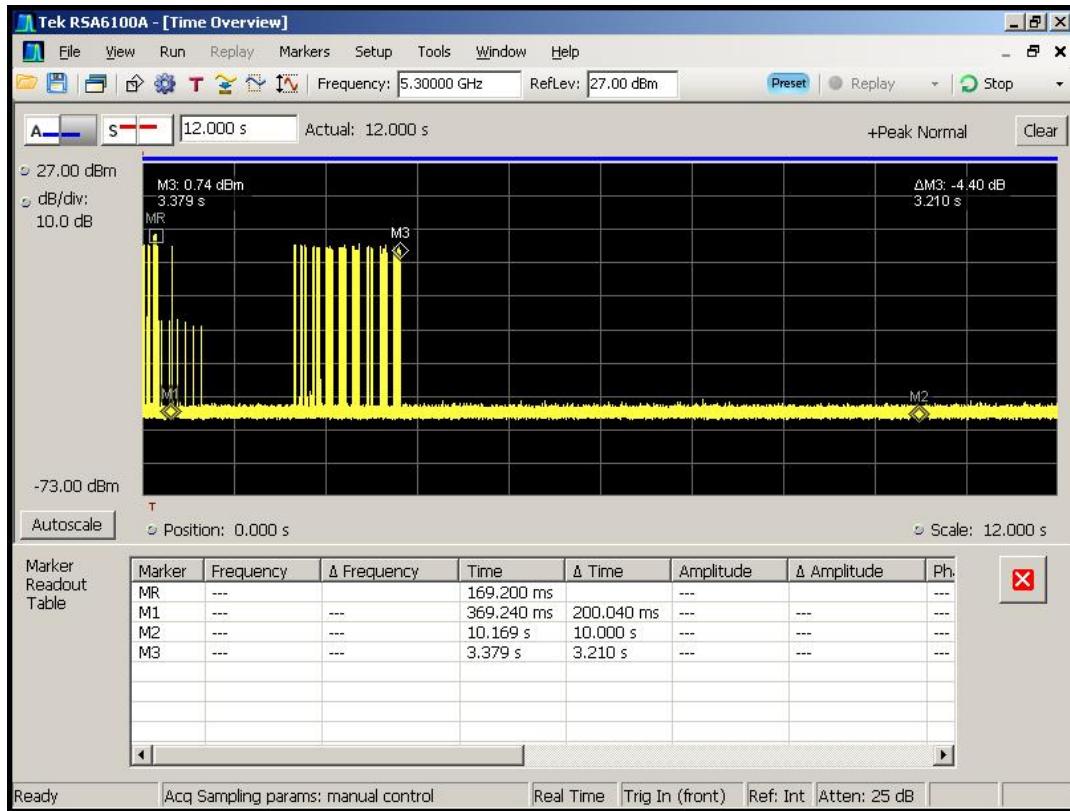 Tek RSA6100A - [Time Overview]
File View Run Replay Markers Setup Tools Window Help
Frequency: 5.30000 GHz RefLev: 27.00 dBm Preset Replay Stop
A S 12.000 s Actual: 12.000 s +Peak Normal Clear
27.00 dBm
dB/div:
10.0 dB
M3: 0.74 dBm
3.379 s
ΔM3: -4.40 dB
3.210 s
MR
M3
M1
M2
-73.00 dBm
T
Autoscale Position: 0.000 s Scale: 12.000 s
Marker
Readout
Table
Marker Frequency Δ Frequency Time Δ Time Amplitude Δ Amplitude Ph
MR --- 169.200 ms --- ---
M1 --- --- 369.240 ms 200.040 ms --- --- ---
M2 --- --- 10.169 s 10.000 s --- --- ---
M3 --- --- 3.379 s 3.210 s --- --- ---
Ready Acq Sampling params: manual control Real Time Trig In (front) Ref: Int Atten: 25 dB